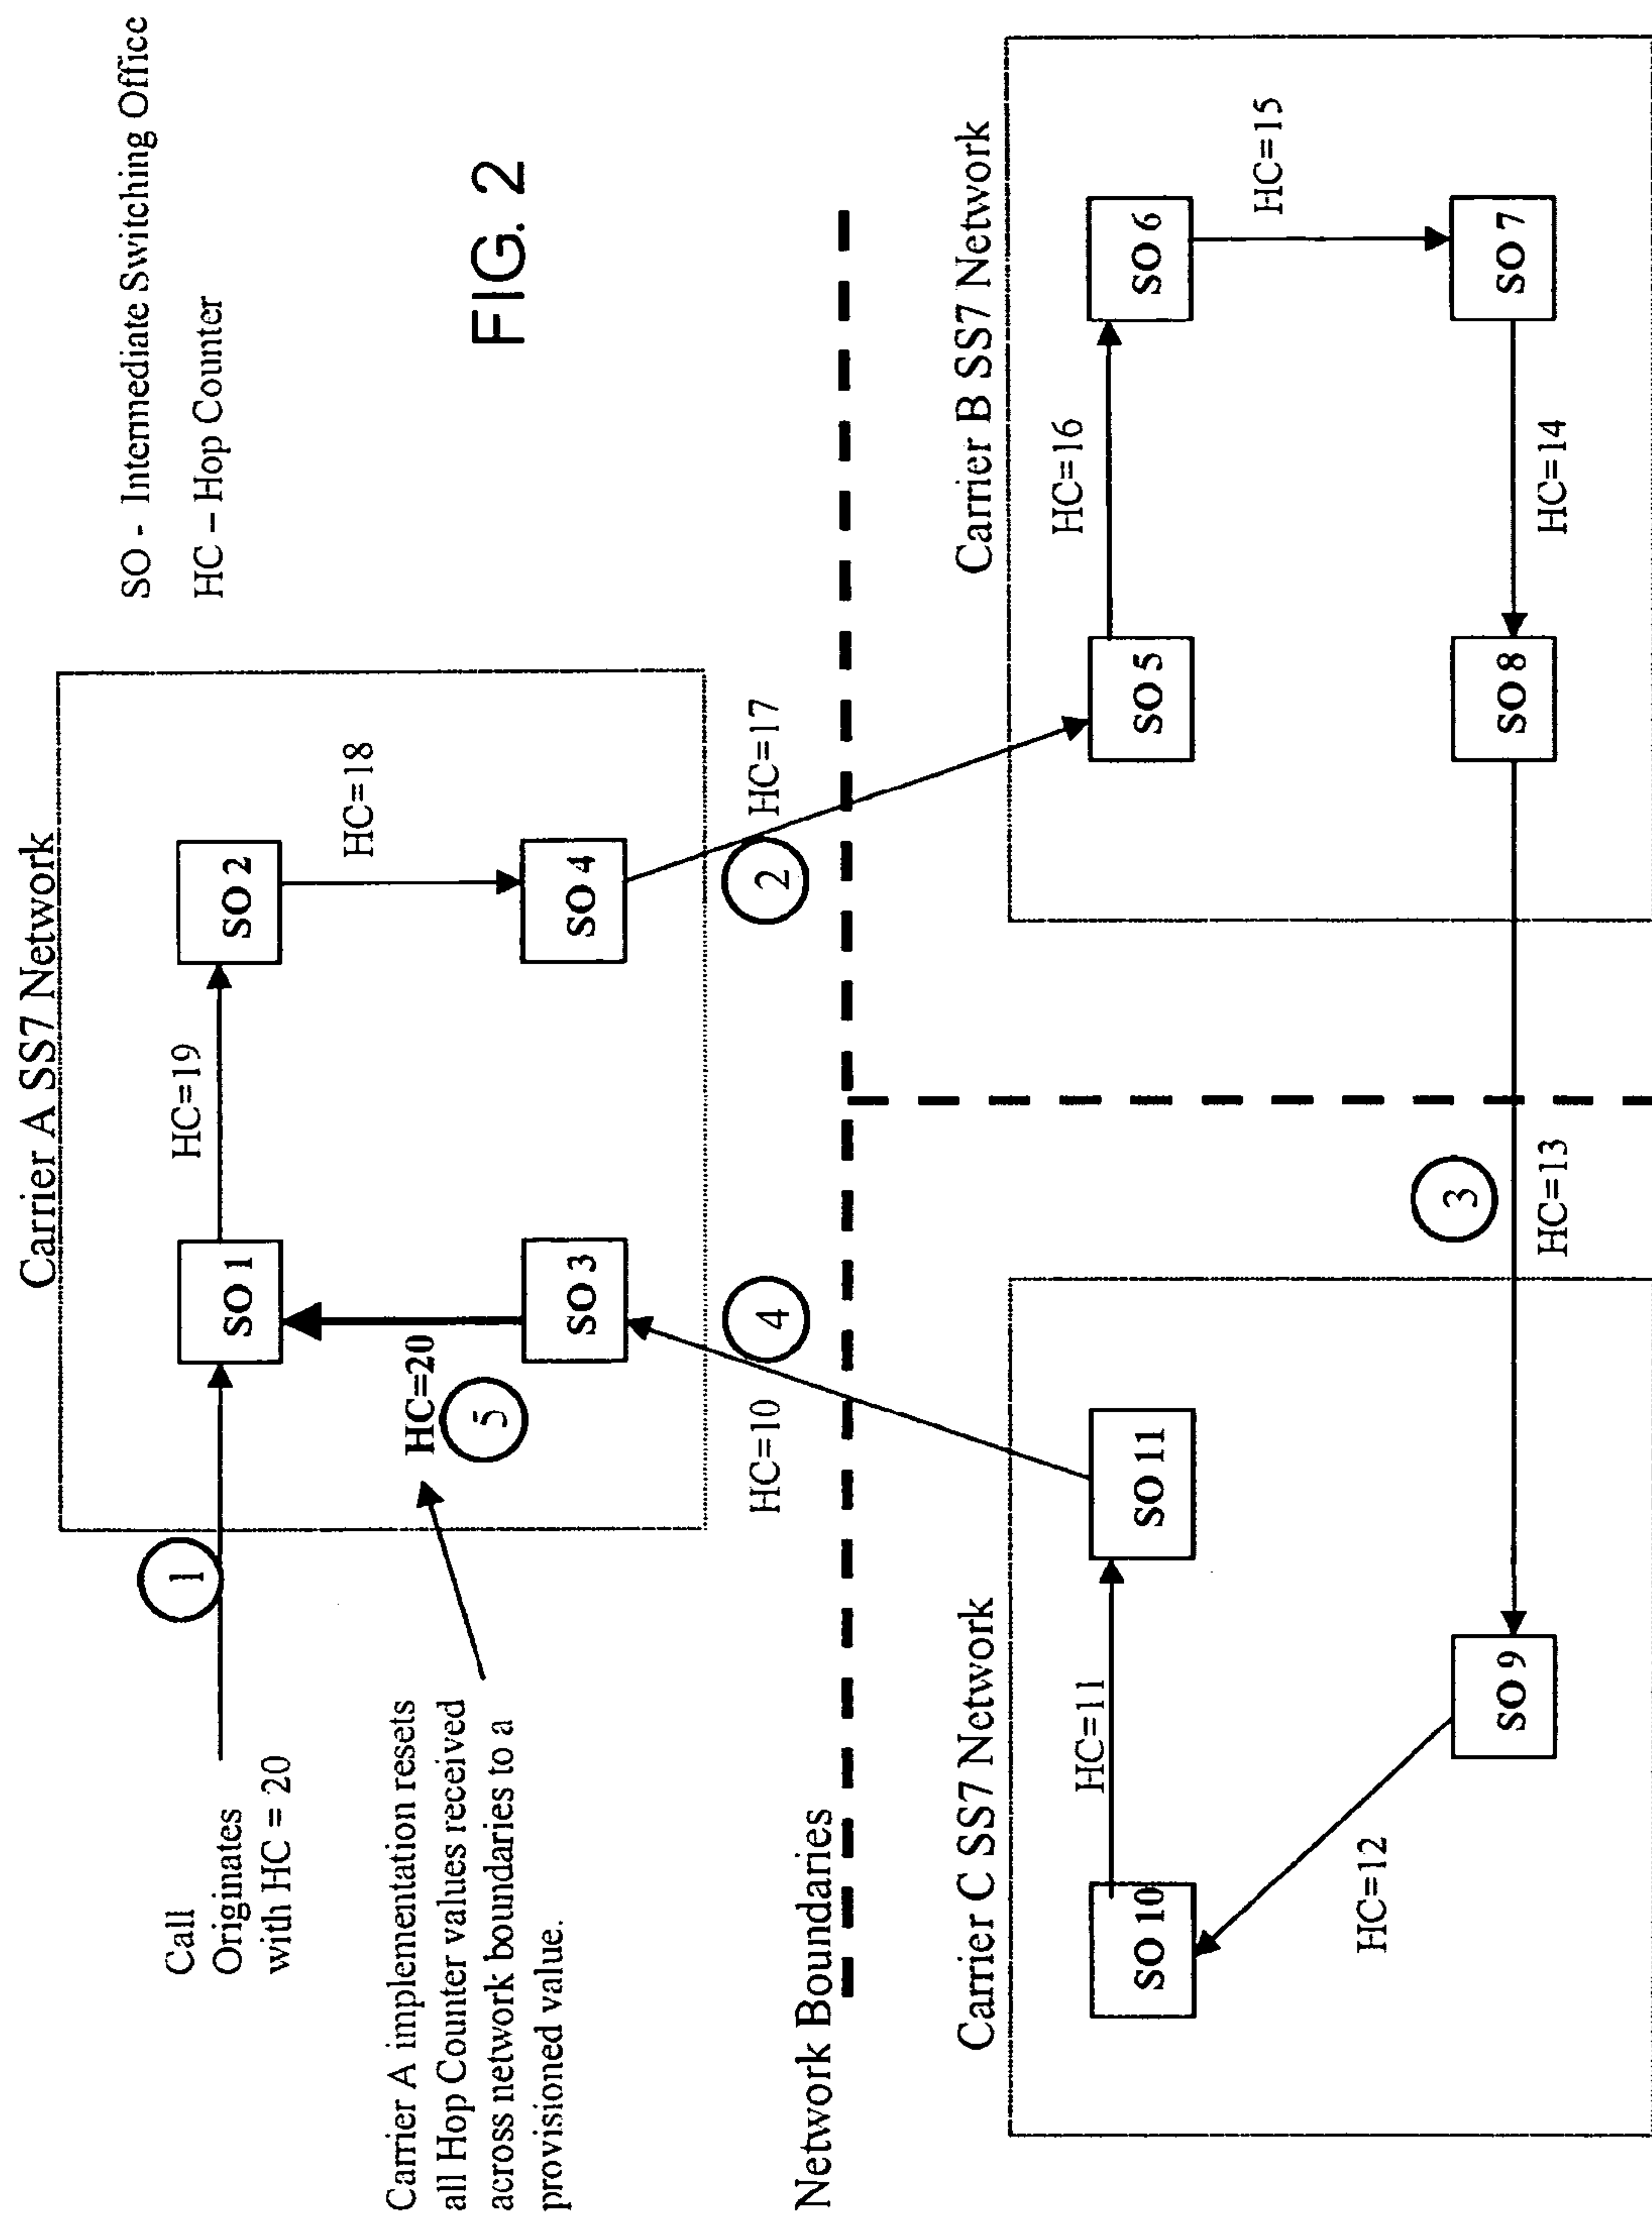 SO - Intermediate Switching Office
HC – Hop Counter
FIG. 2
Carrier A SS7 Network
Call
Originates
with HC = 20
1
SO 1
HC=19
SO 2
HC=18
HC=20
5
SO 3
SO 4
Carrier A implementation resets
all Hop Counter values received
across network boundaries to a
provisioned value.
HC=10
4
2
HC=17
Network Boundaries
Carrier C SS7 Network
Carrier B SS7 Network
SO 10
HC=11
SO 11
SO 5
HC=16
SO 6
HC=15
HC=12
SO 9
3
HC=13
SO 8
HC=14
SO 7